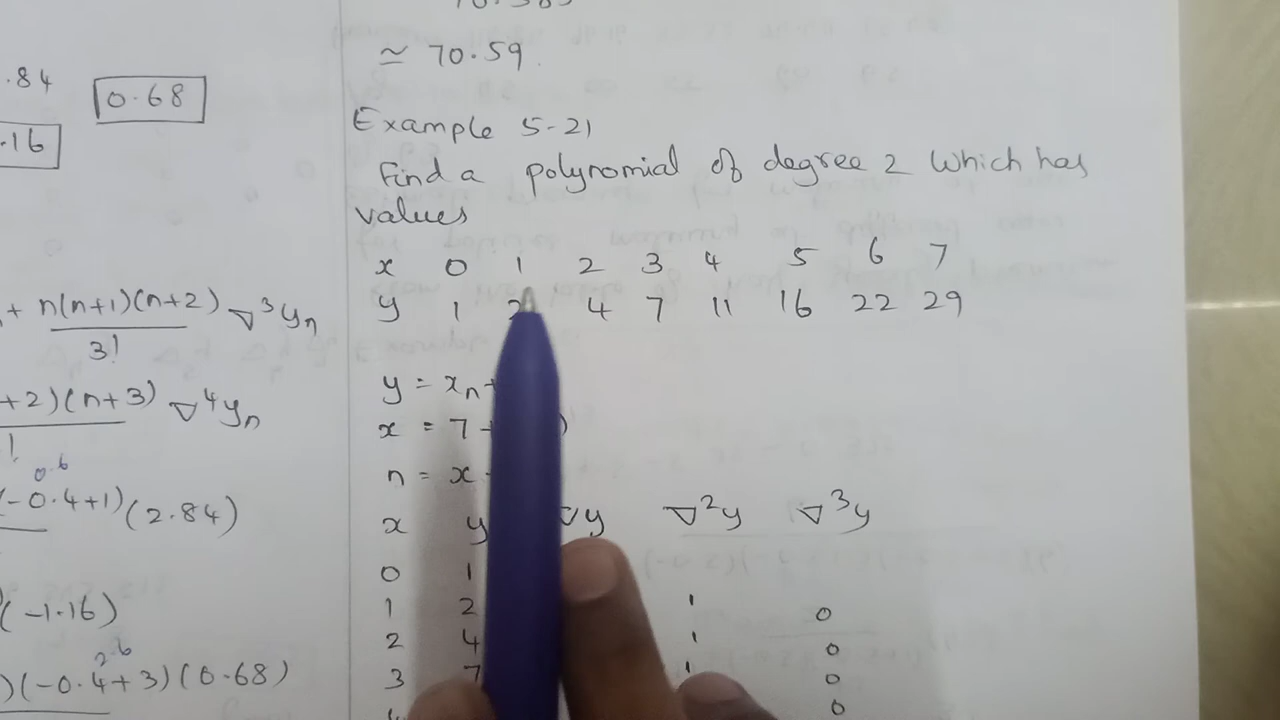 ≃ 70.59
.84
0.68
.16
Example 5-21
Find a polynomial of degree 2 which has
values
x 0 1 2 3 4 5 6 7
y 1 2 4 7 11 16 22 29
+ n(n+1)(n+2) ∇³yₙ
3!
+2)(n+3) ∇⁴yₙ
!
y = xₙ+
x = 7
n = x
0.6
(-0.4+1)(2.84)
x y ∇y ∇²y ∇³y
0 1
1 2 1 0
2 4 1 0
3 7 1 0
0
(-1.16)
2.6
)(-0.4+3)(0.68)